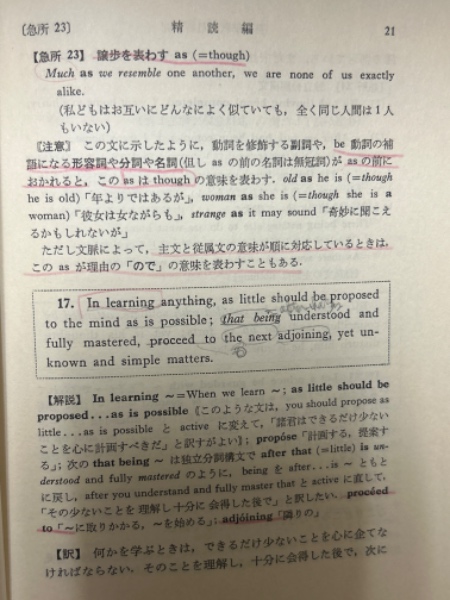 〔急所 23〕 精読編 21
【急所 23】 譲歩を表わす as (=though)
Much as we resemble one another, we are none of us exactly
alike.
(私どもはお互いにどんなによく似ていても，全く同じ人間は1人
もいない)
〖注意〗 この文に示したように，動詞を修飾する副詞や，be 動詞の補
語になる形容詞や分詞や名詞(但し as の前の名詞は無冠詞)が as の前に
おかれると，この as は though の意味を表わす．old as he is (=though
he is old)「年よりではあるが」，woman as she is (=though she is a
woman)「彼女は女ながらも」，strange as it may sound「奇妙に聞こえ
るかもしれないが」
ただし文脈によって，主文と従属文の意味が順に対応しているときは，
この as が理由の「ので」の意味を表わすこともある．
17. In learning anything, as little should be proposed
to the mind as is possible; that being understood and
fully mastered, proceed to the next adjoining, yet un-
known and simple matters.
【解説】 In learning ～=When we learn ～; as little should be
proposed...as is possible《このような文は，you should propose as
little...as is possible と active に変えて，「諸君はできるだけ少ない
ことを心に計画すべきだ」と訳すがよい》; propóse「計画する，提案す
る」; 次の that being ～ は独立分詞構文で after that (=little) is un-
derstood and fully mastered のように，being を after...is ～ ともと
に戻し，after you understand and fully master that と active に直して，
「その少ないことを 理解し十分に 会得した後で」と訳したい．procéed
to「～に取りかかる，～を始める」; adjóining「隣りの」
【訳】 何かを学ぶときは，できるだけ少ないことを心に企てな
ければならない．そのことを理解し，十分に会得した後で，次に